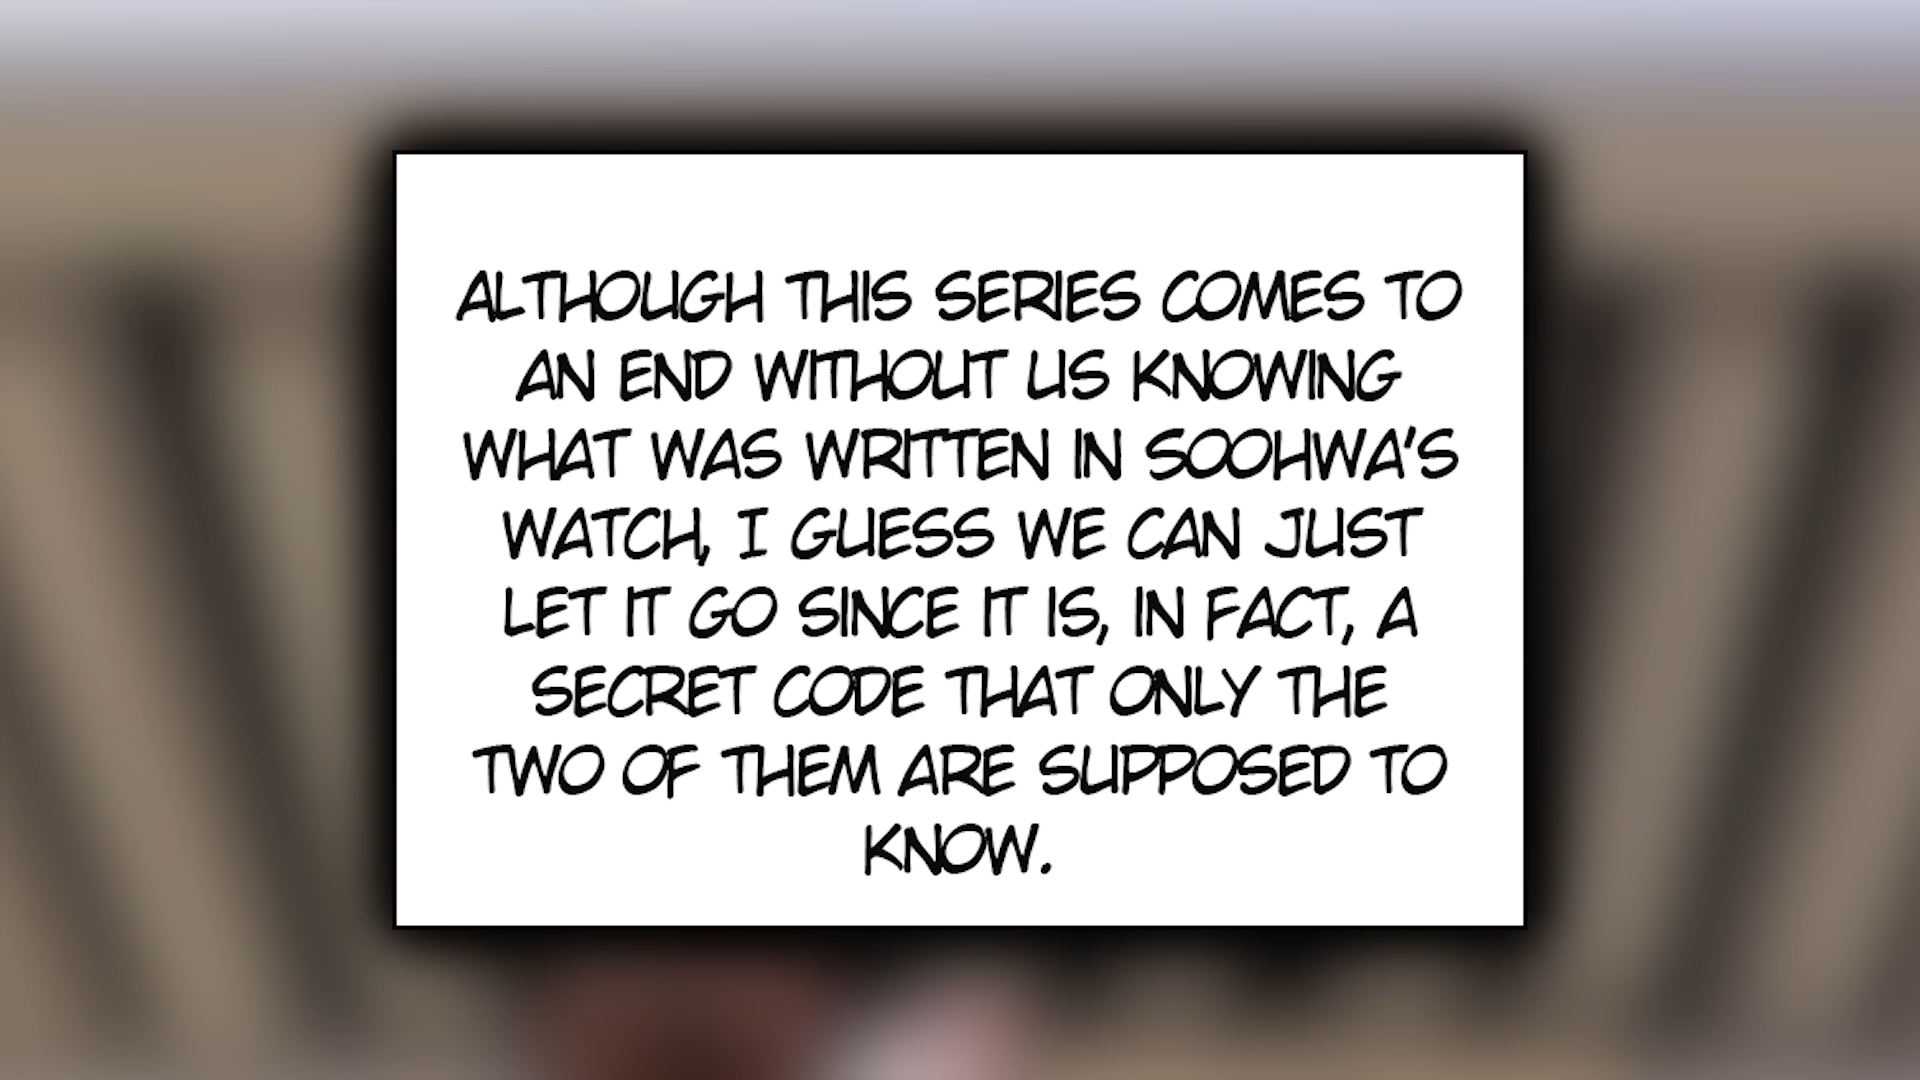 ALTHOUGH THIS SERIES COMES TO
AN END WITHOUT US KNOWING
WHAT WAS WRITTEN IN SOOHWA'S
WATCH, I GUESS WE CAN JUST
LET IT GO SINCE IT IS, IN FACT, A
SECRET CODE THAT ONLY THE
TWO OF THEM ARE SUPPOSED TO
KNOW.